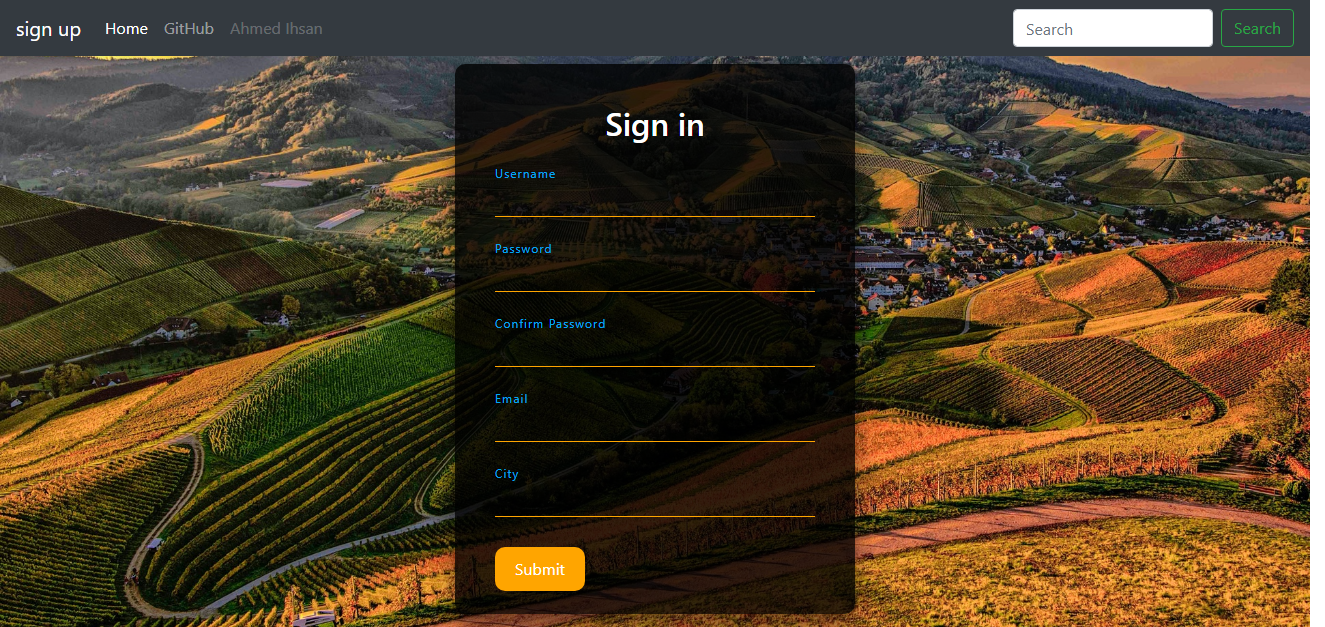 sign up Home GitHub Ahmed Ihsan Search Search
Sign in
Username
Password
Confirm Password
Email
City
Submit